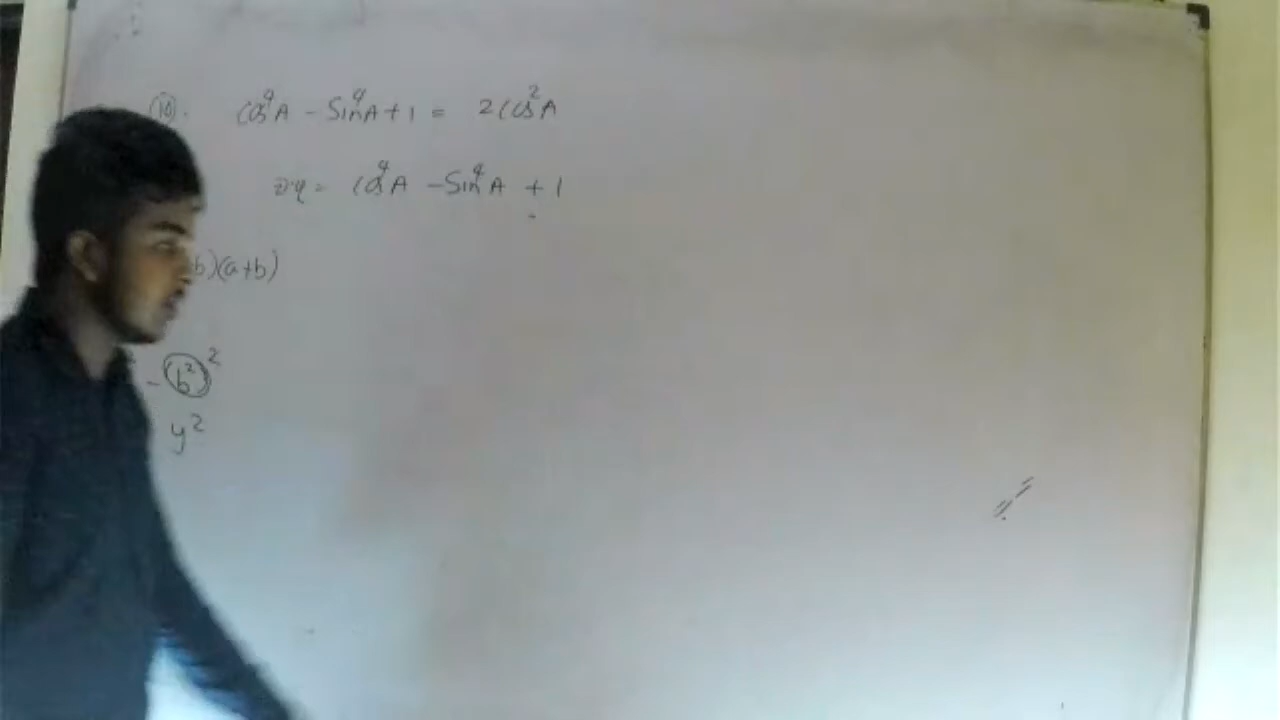 (10). cos⁴A - Sin⁴A + 1 = 2cos²A
= cos⁴A - Sin⁴A + 1
b)(a+b)
- (b²)²
y²